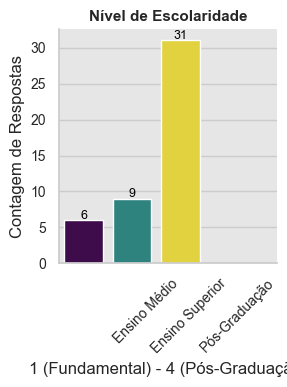 Nível de Escolaridade
Contagem de Respostas
30
25
20
15
10
5
0
6
9
31
Ensino Médio
Ensino Superior
Pós-Graduação
1 (Fundamental) - 4 (Pós-Graduaçã